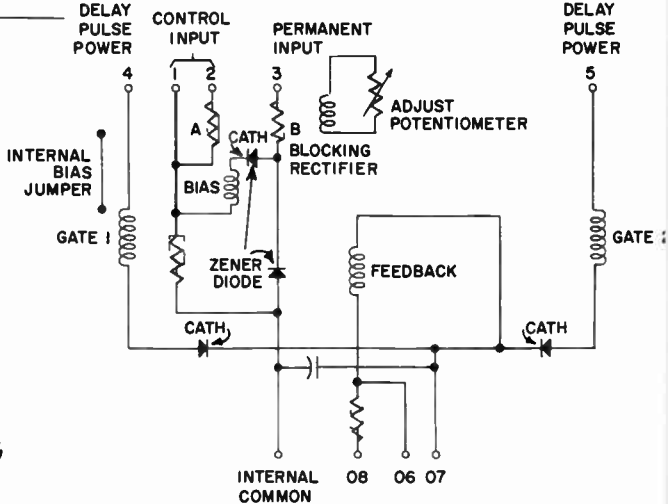 DELAY
PULSE
POWER
4
CONTROL
INPUT
1 2
PERMANENT
INPUT
3
DELAY
PULSE
POWER
5
A
CATH
B
BLOCKING
RECTIFIER
ADJUST
POTENTIOMETER
INTERNAL
BIAS
JUMPER
BIAS
GATE 1
ZENER
DIODE
FEEDBACK
GATE
CATH
CATH
INTERNAL
COMMON
08 06 07